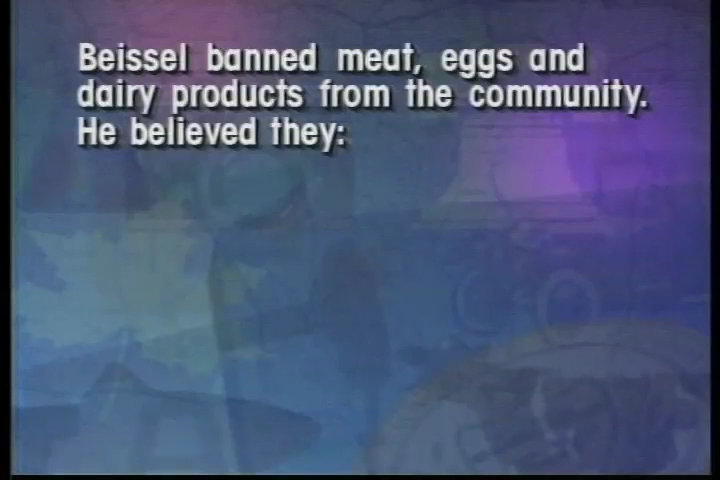 Beissel banned meat, eggs and
dairy products from the community.
He believed they: